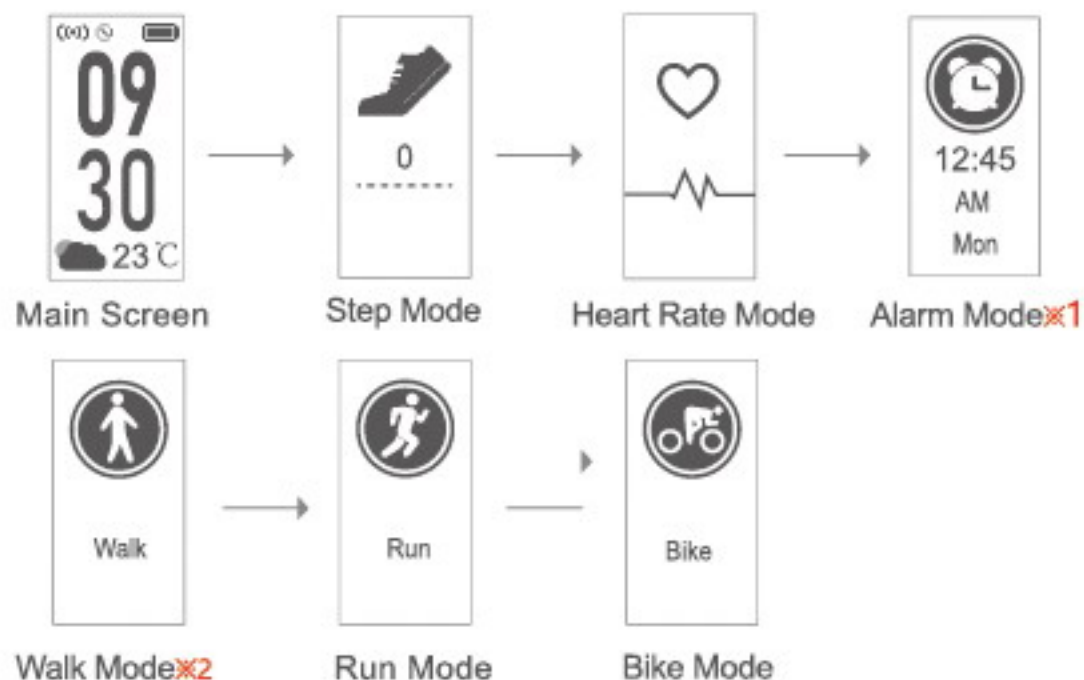 09
30
23 ℃
0
12:45
AM
Mon
Main Screen
Step Mode
Heart Rate Mode
Alarm Mode※1
Walk
Run
Bike
Walk Mode※2
Run Mode
Bike Mode